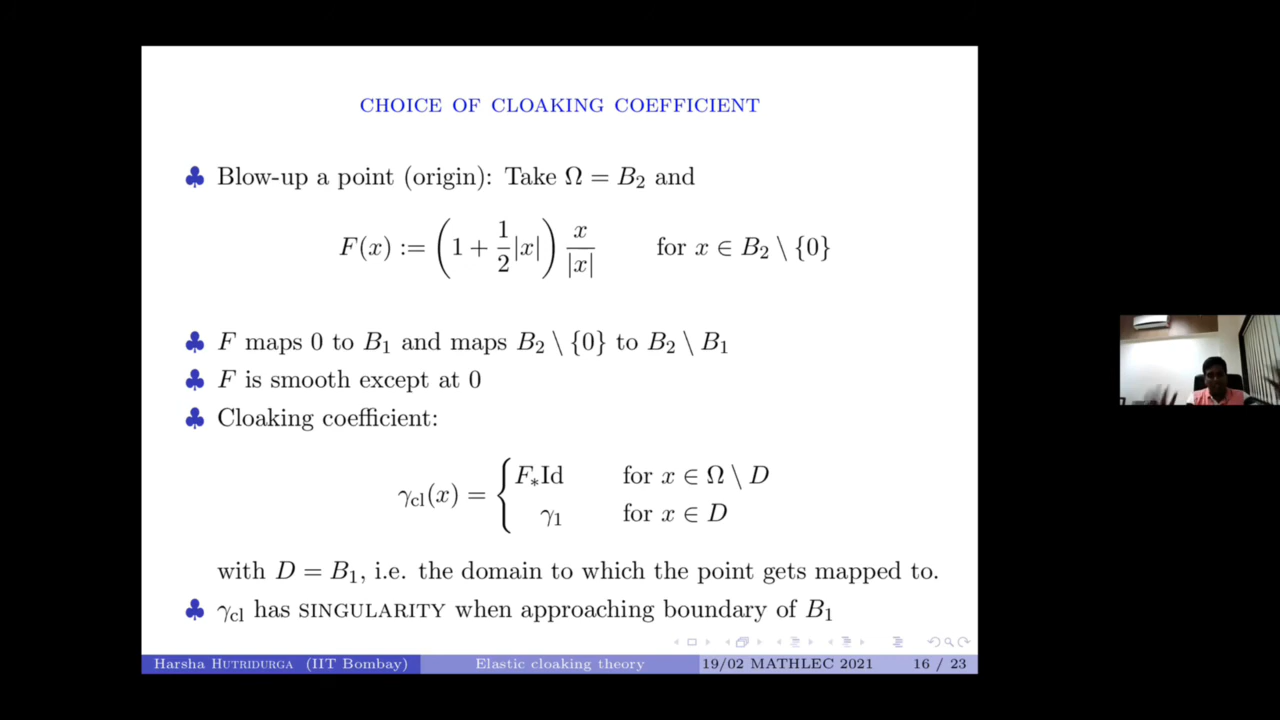 CHOICE OF CLOAKING COEFFICIENT
♣ Blow-up a point (origin): Take Ω = B₂ and
F(x) := (1 + 1/2|x|) x/|x| for x ∈ B₂ \ {0}
♣ F maps 0 to B₁ and maps B₂ \ {0} to B₂ \ B₁
♣ F is smooth except at 0
♣ Cloaking coefficient:
γcl(x) = { F∗Id for x ∈ Ω \ D
γ₁ for x ∈ D
with D = B₁, i.e. the domain to which the point gets mapped to.
♣ γcl has SINGULARITY when approaching boundary of B₁
Harsha HUTRIDURGA (IIT Bombay) Elastic cloaking theory 19/02 MATHLEC 2021 16 / 23